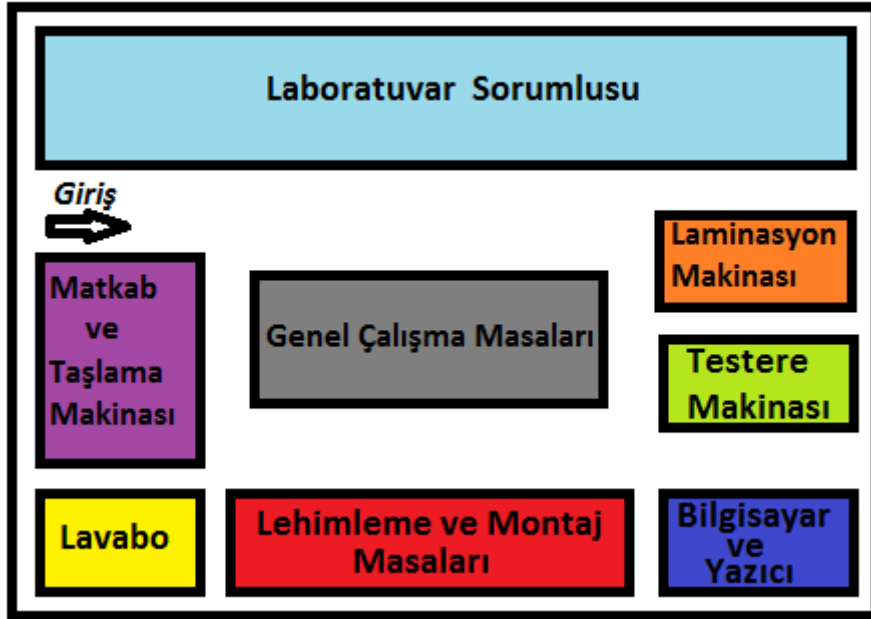 Laboratuvar Sorumlusu
Giriş
Laminasyon
Makinası
Matkab
ve
Taşlama
Makinası
Genel Çalışma Masaları
Testere
Makinası
Lavabo
Lehimleme ve Montaj
Masaları
Bilgisayar
ve
Yazıcı